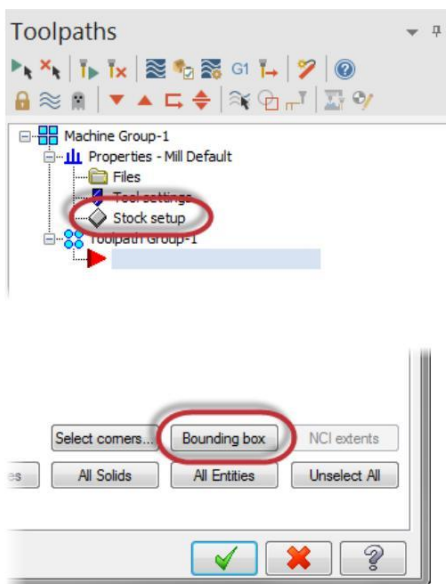 Toolpaths
G1
Machine Group-1
Properties - Mill Default
Files
Tool settings
Stock setup
Toolpath Group-1
Select corners...
Bounding box
NCI extents
es
All Solids
All Entities
Unselect All